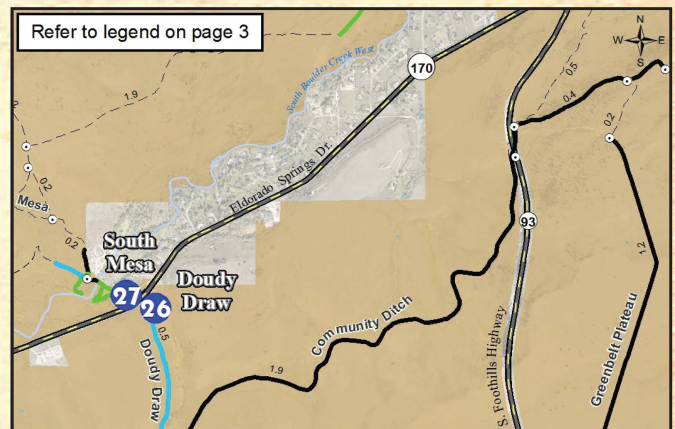 Refer to legend on page 3
N
W E
S
170
South Boulder Creek West
1.9
0.5
0.4
0.2
0.2
0.2
Mesa
Eldorado Springs Dr.
0.2
South
Mesa
27
26
Doudy
Draw
93
1.2
0.5
Doudy Draw
Community Ditch
1.9
S. Foothills Highway
Greenbelt Plateau